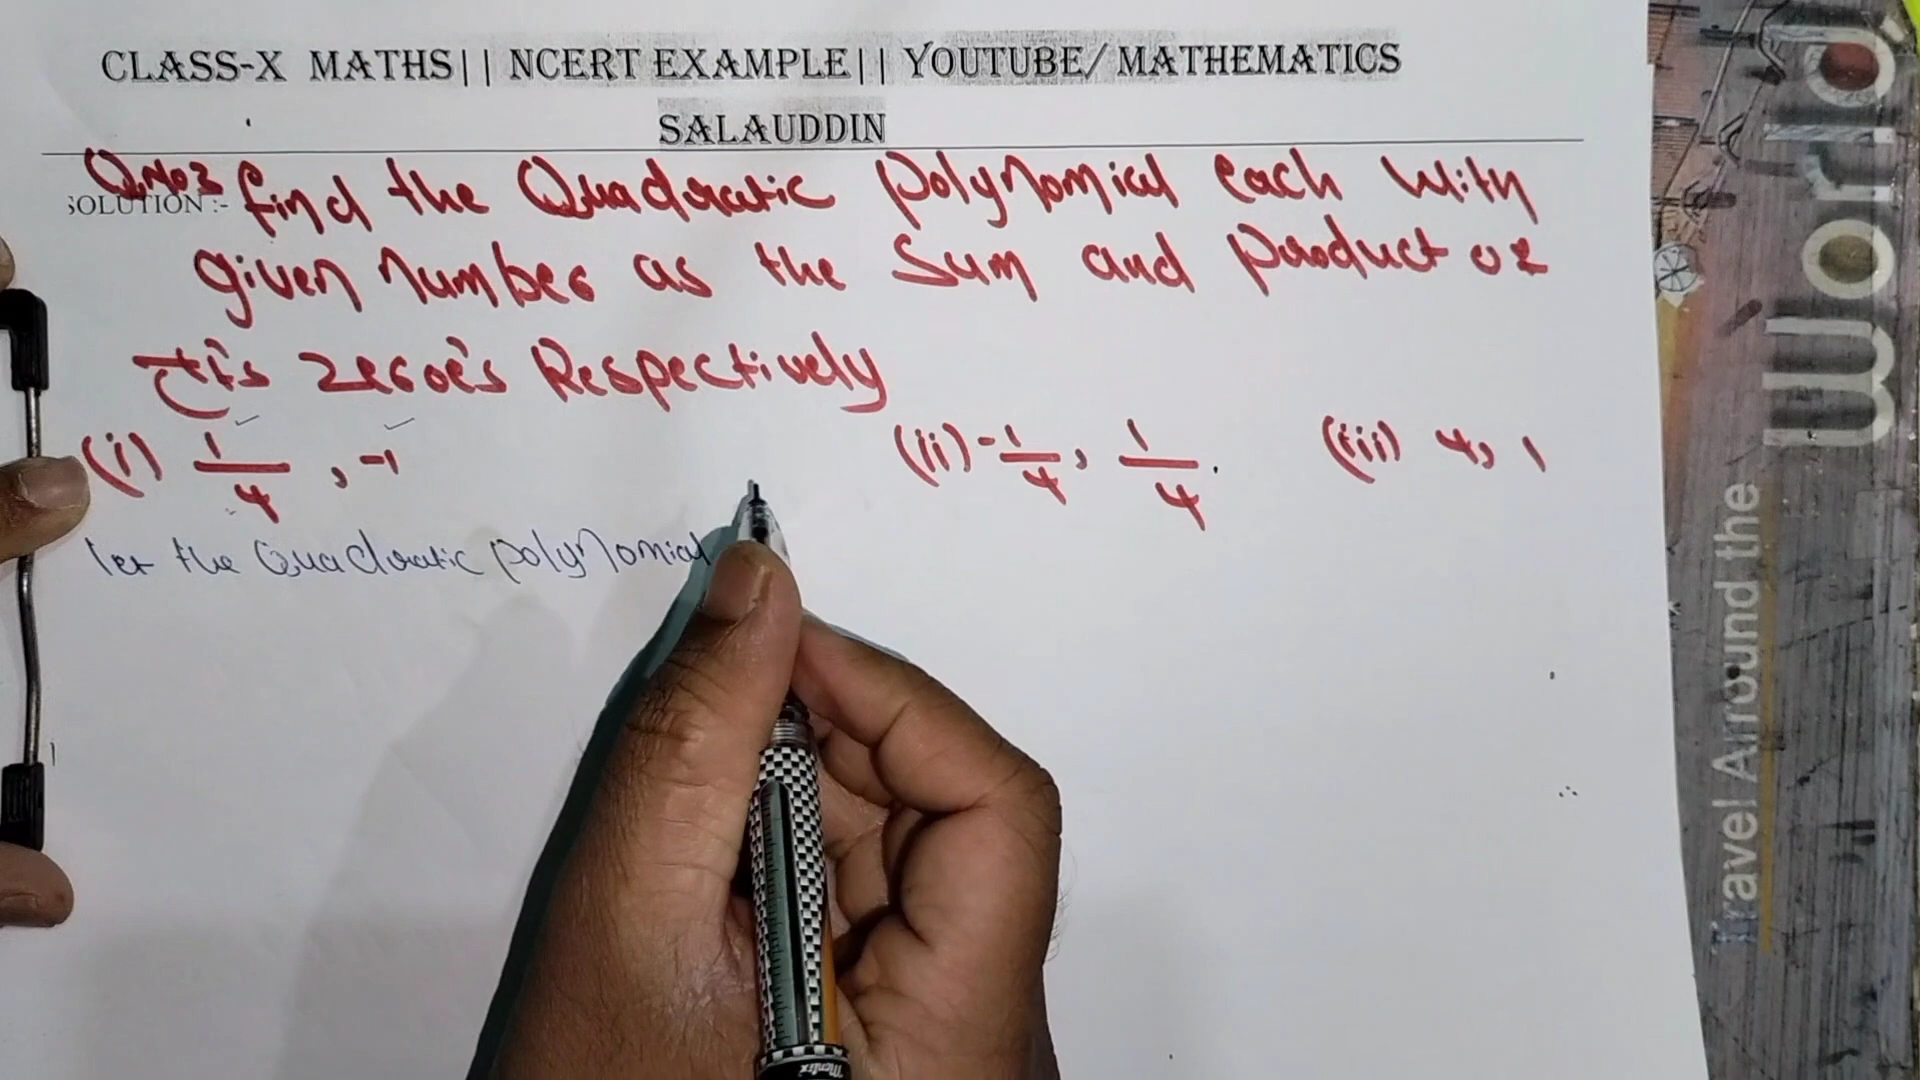 CLASS-X MATHS|| NCERT EXAMPLE|| YOUTUBE/ MATHEMATICS
SALAUDDIN
Q.No2 find the Quadratic polynomial each with
SOLUTION :-
given number as the Sum and product of
its zeroe's Respectively
(i) 1/4 , -1 (ii) -1/4, 1/4. (iii) 4, 1
let the Quadratic polynomial
World
Travel Arround the